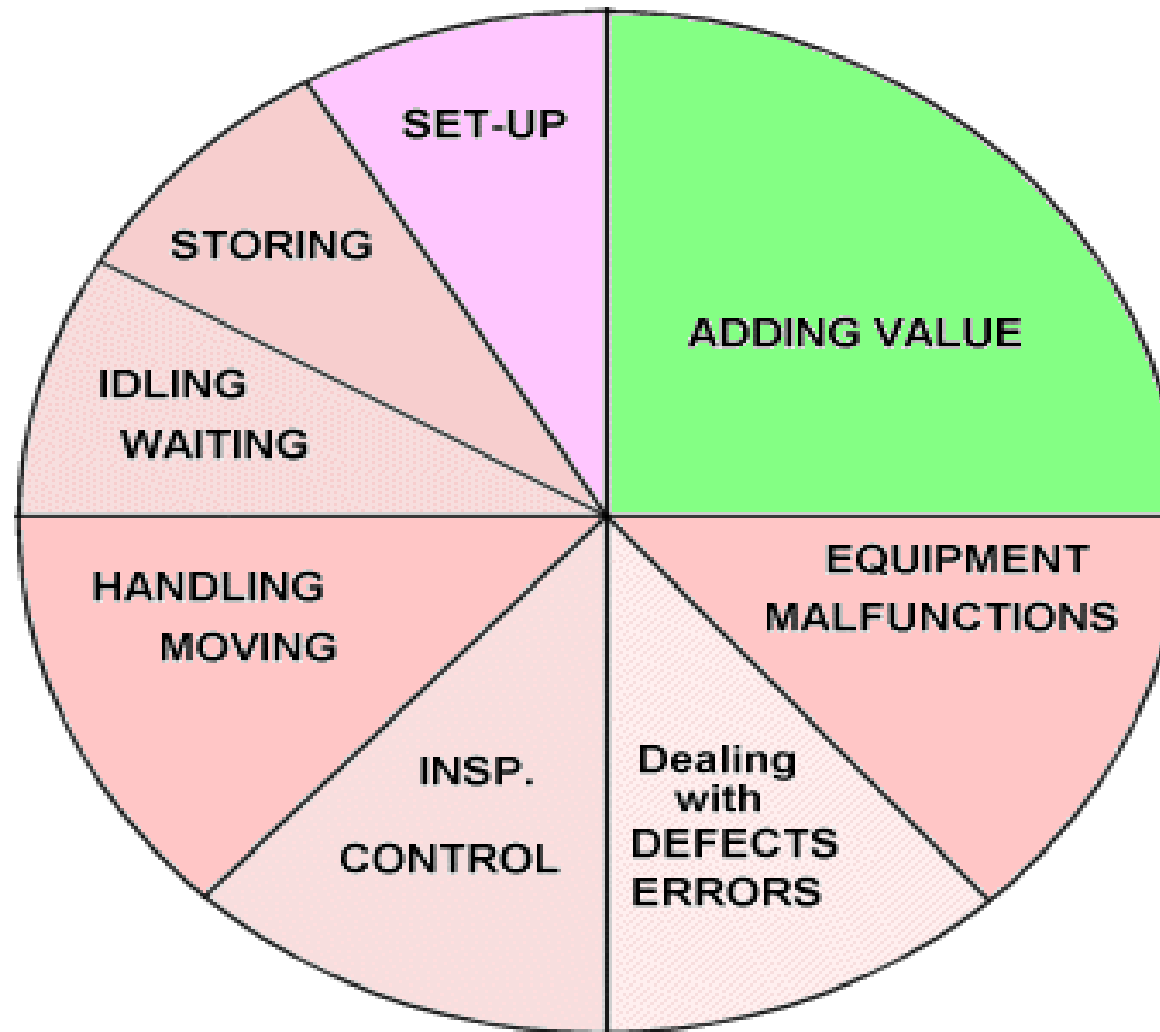 SET-UP
ADDING VALUE
STORING
IDLING
WAITING
HANDLING
MOVING
EQUIPMENT
MALFUNCTIONS
INSP.
CONTROL
Dealing
with
DEFECTS
ERRORS